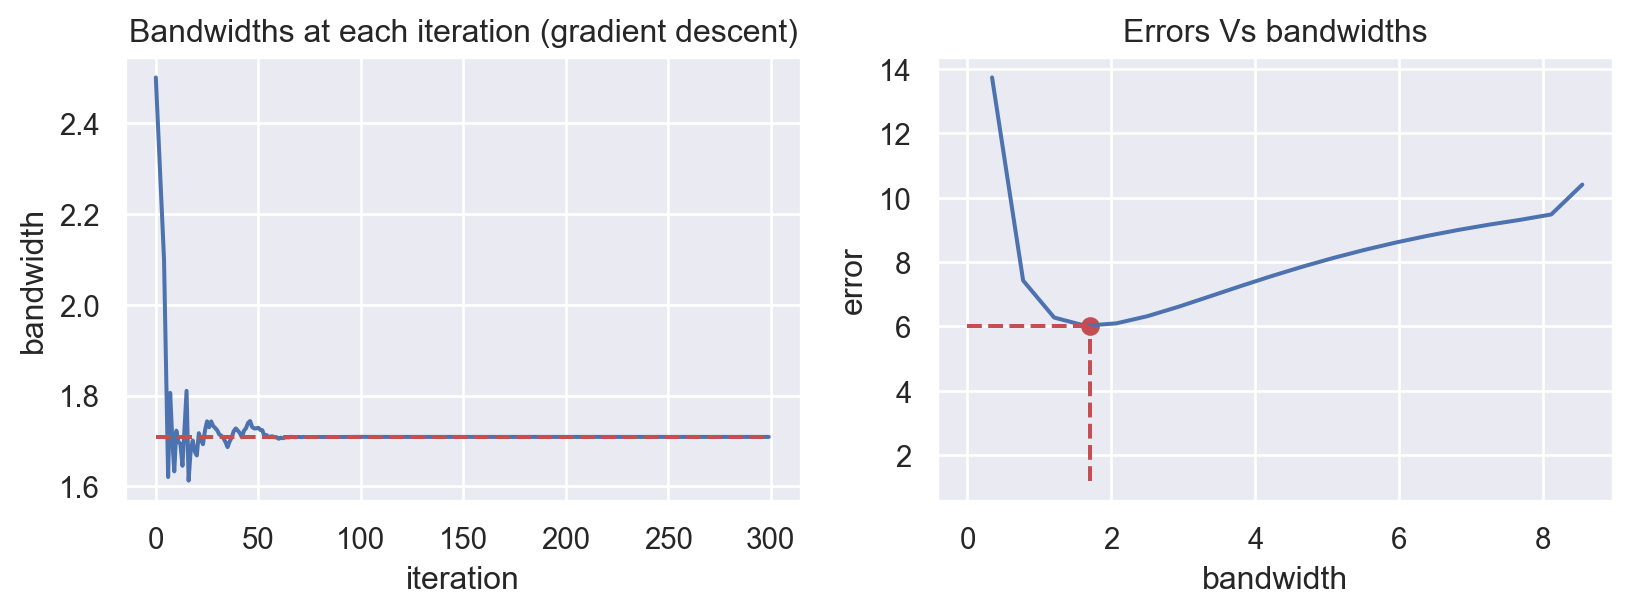 Bandwidths at each iteration (gradient descent)
bandwidth
2.4
2.2
2.0
1.8
1.6
0 50 100 150 200 250 300
iteration
Errors Vs bandwidths
error
14
12
10
8
6
4
2
0 2 4 6 8
bandwidth